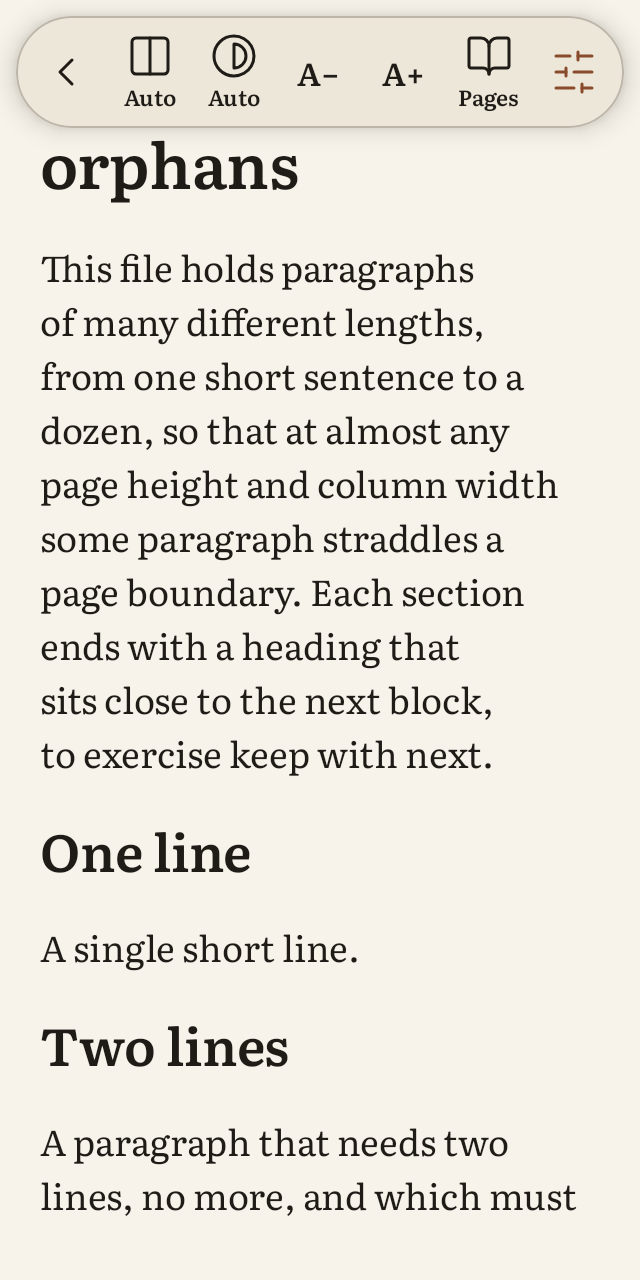 Auto
Auto
A−
A+
Pages
orphans
This file holds paragraphs
of many different lengths,
from one short sentence to a
dozen, so that at almost any
page height and column width
some paragraph straddles a
page boundary. Each section
ends with a heading that
sits close to the next block,
to exercise keep with next.
One line
A single short line.
Two lines
A paragraph that needs two
lines, no more, and which must